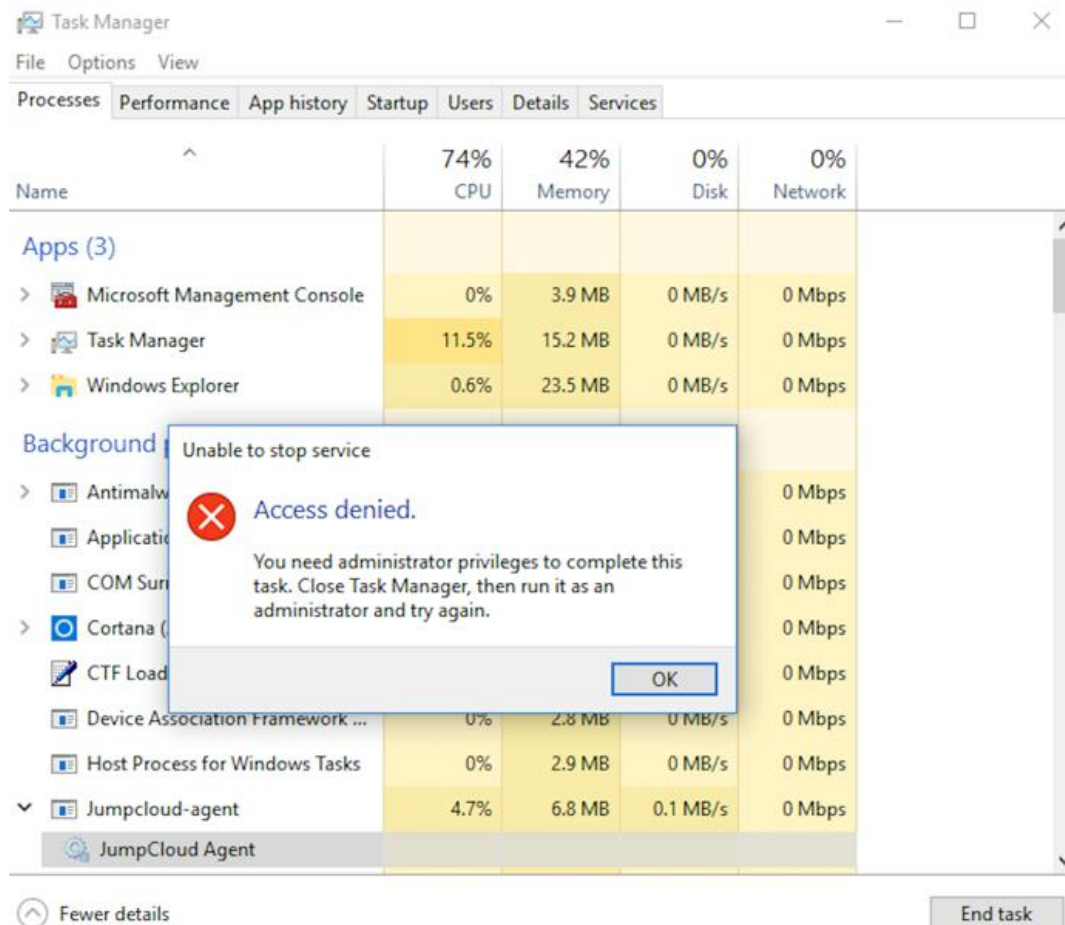 Task Manager
File Options View
Processes Performance App history Startup Users Details Services
74% 42% 0% 0%
Name CPU Memory Disk Network
Apps (3)
Microsoft Management Console 0% 3.9 MB 0 MB/s 0 Mbps
Task Manager 11.5% 15.2 MB 0 MB/s 0 Mbps
Windows Explorer 0.6% 23.5 MB 0 MB/s 0 Mbps
Background
Unable to stop service
Antimalw 0 Mbps
Access denied.
Applicatio 0 Mbps
You need administrator privileges to complete this
task. Close Task Manager, then run it as an
administrator and try again.
COM Surr 0 Mbps
Cortana ( 0 Mbps
CTF Load 0 Mbps
OK
Device Association Framework ... 0% 2.8 MB 0 MB/s 0 Mbps
Host Process for Windows Tasks 0% 2.9 MB 0 MB/s 0 Mbps
Jumpcloud-agent 4.7% 6.8 MB 0.1 MB/s 0 Mbps
JumpCloud Agent
Fewer details End task